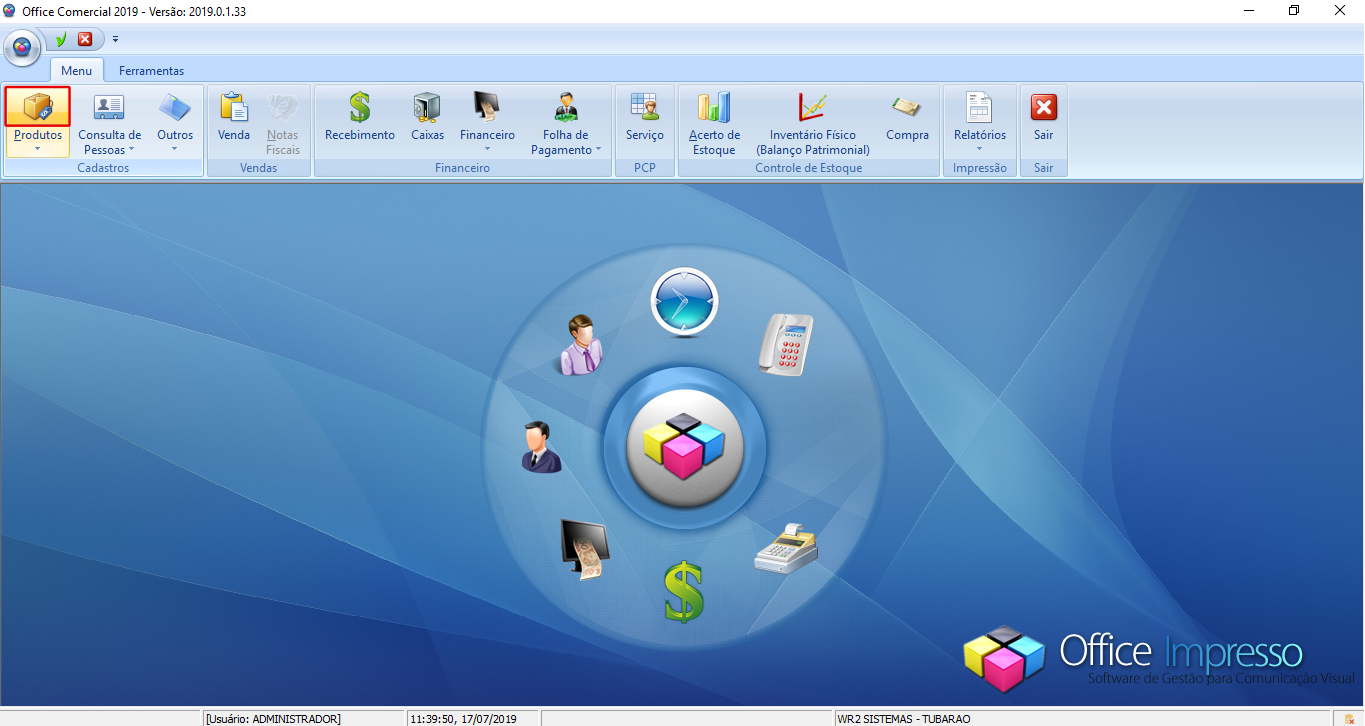 Office Comercial 2019 - Versão: 2019.0.1.33
Menu
Ferramentas
Produtos
Consulta de
Pessoas
Outros
Cadastros
Venda
Notas
Fiscais
Vendas
Recebimento
Caixas
Financeiro
Folha de
Pagamento
Financeiro
Serviço
PCP
Acerto de
Estoque
Inventário Físico
(Balanço Patrimonial)
Compra
Controle de Estoque
Relatórios
Impressão
Sair
Sair
Office Impresso
Software de Gestão para Comunicação Visual
[Usuário: ADMINISTRADOR]
11:39:50, 17/07/2019
WR2 SISTEMAS - TUBARAO